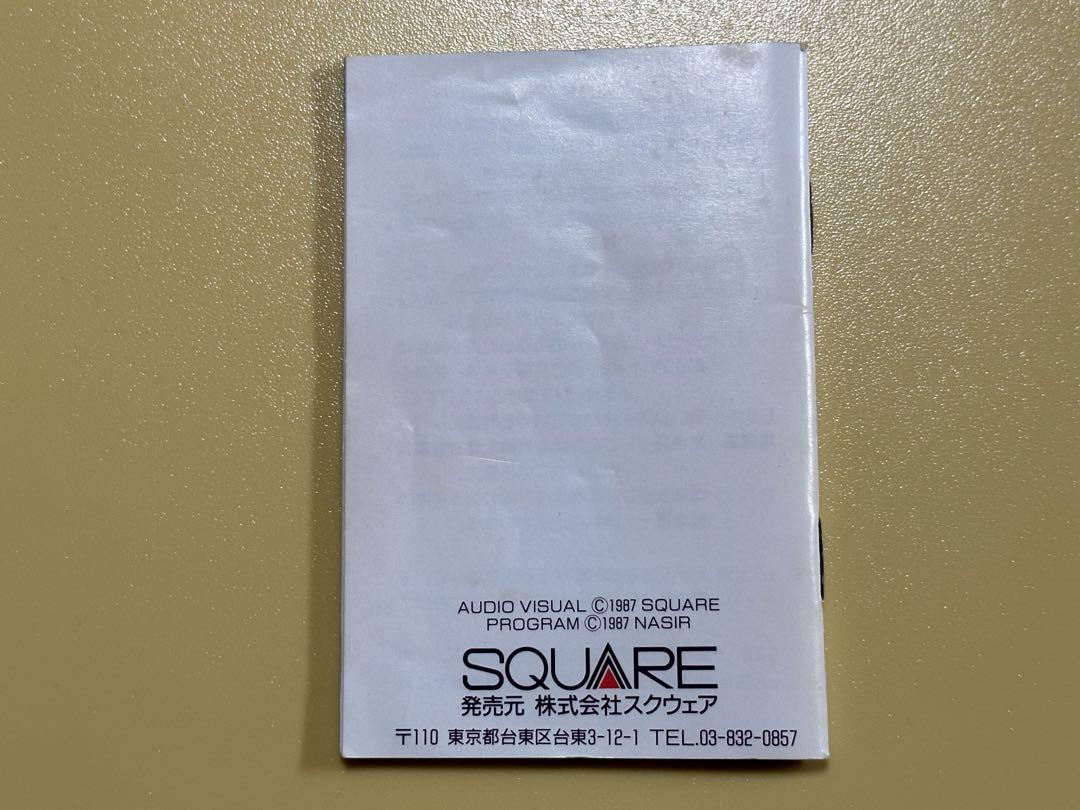 AUDIO VISUAL ©1987 SQUARE
PROGRAM ©1987 NASIR
SQUARE
発売元 株式会社スクウェア
〒110 東京都台東区台東3-12-1 TEL.03-832-0857